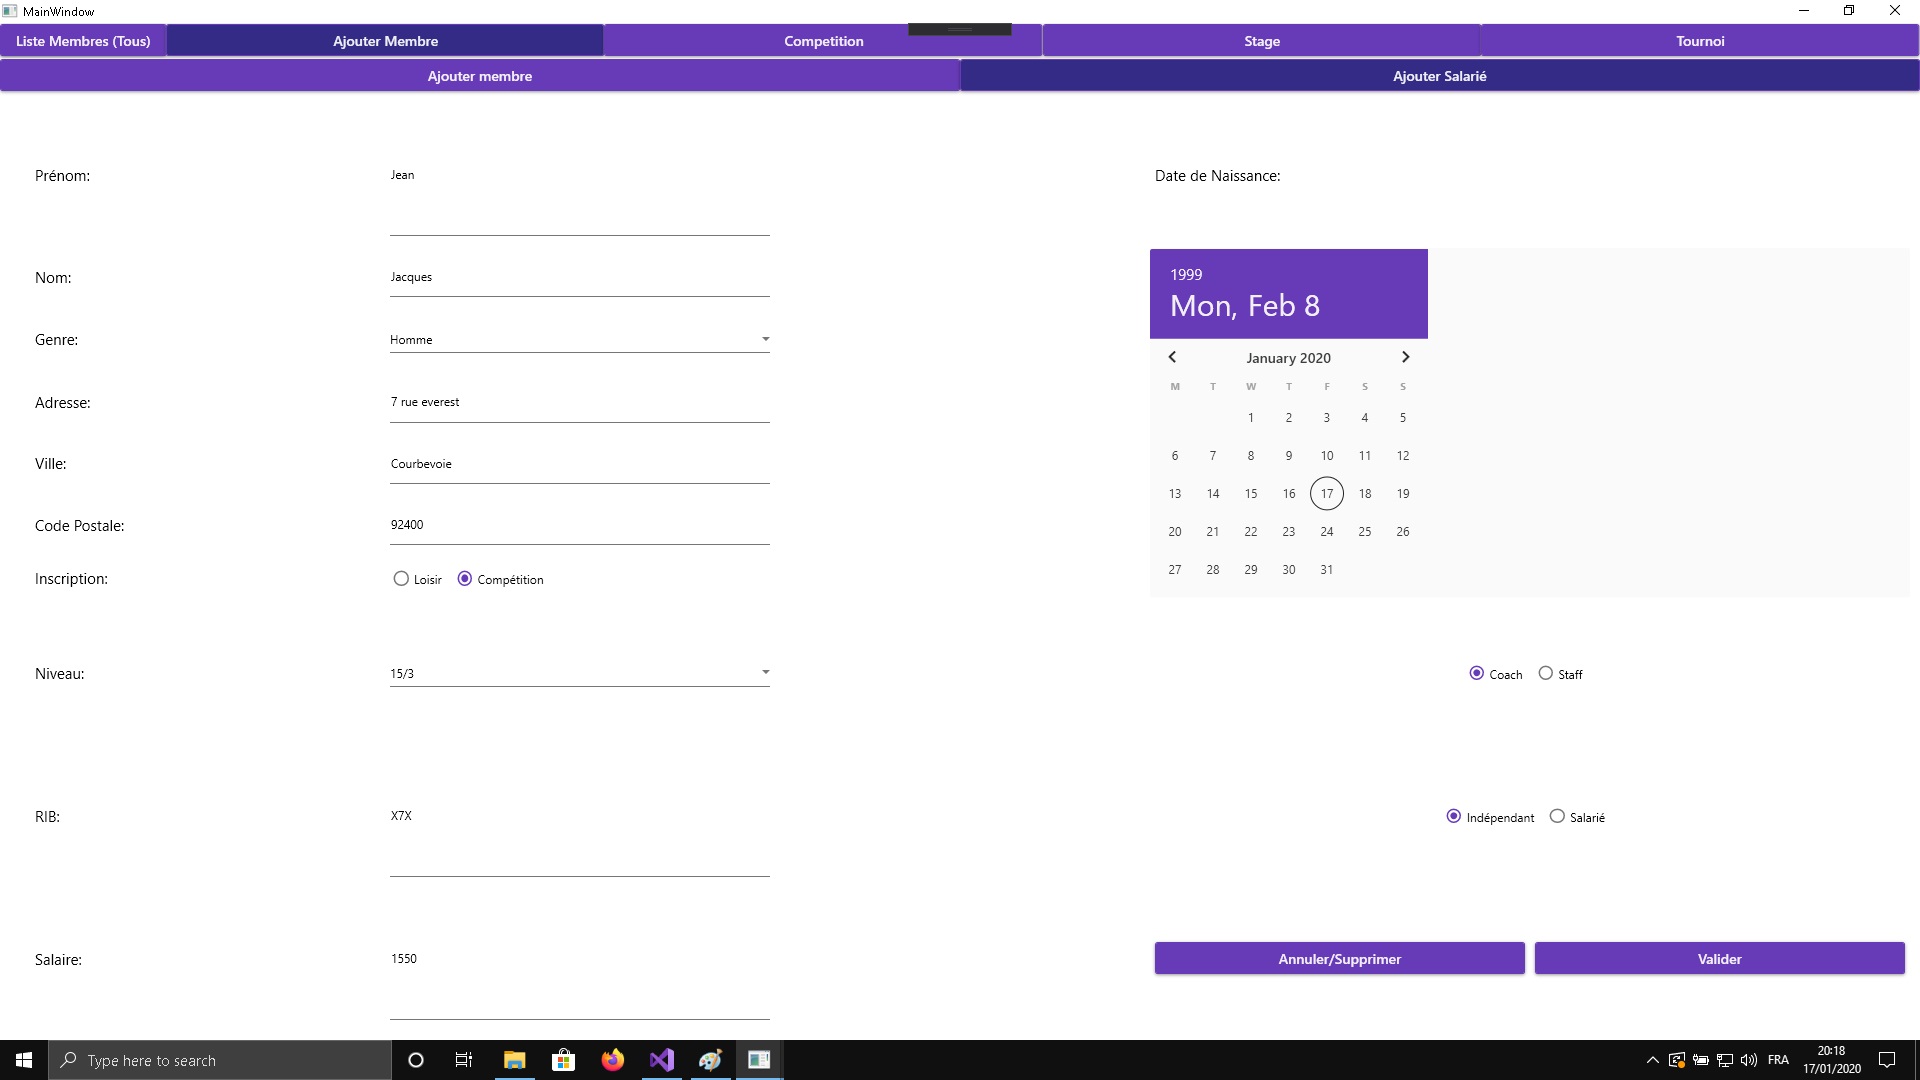 MainWindow
Liste Membres (Tous) Ajouter Membre Competition Stage Tournoi
Ajouter membre Ajouter Salarié
Prénom: Jean
Date de Naissance:
Nom: Jacques
Genre: Homme
Adresse: 7 rue everest
Ville: Courbevoie
Code Postale: 92400
Inscription: Loisir Compétition
Niveau: 15/3
RIB: X7X
Salaire: 1550
1999
Mon, Feb 8
January 2020
M T W T F S S
1 2 3 4 5
6 7 8 9 10 11 12
13 14 15 16 17 18 19
20 21 22 23 24 25 26
27 28 29 30 31
Coach Staff
Indépendant Salarié
Annuler/Supprimer Valider
Type here to search
FRA
20:18
17/01/2020